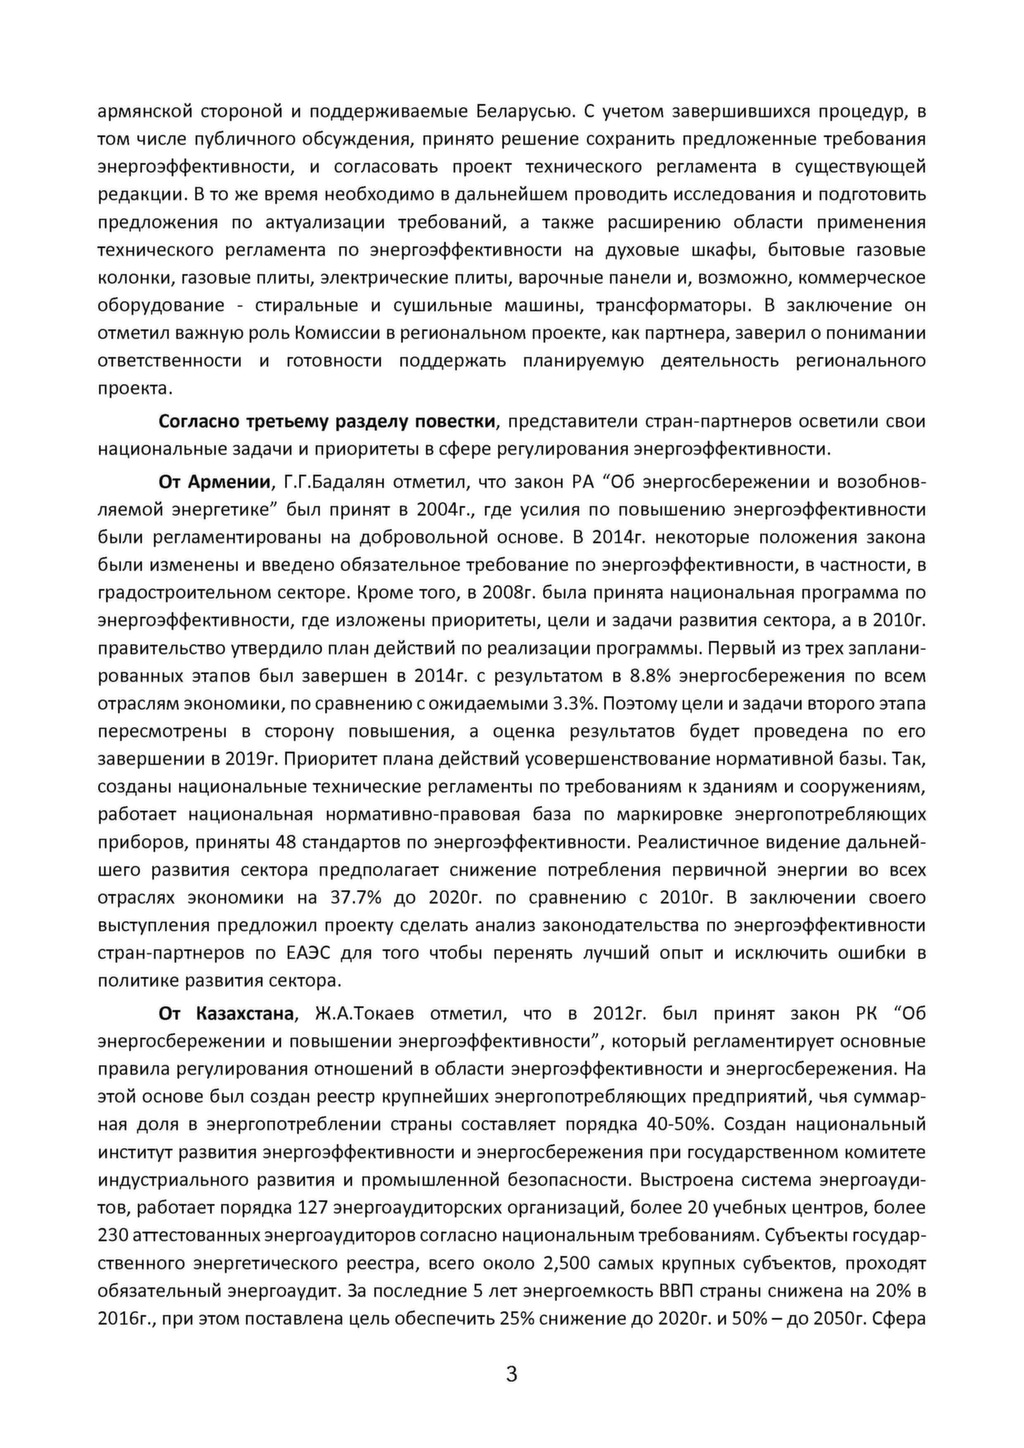 армянской стороной и поддерживаемые Беларусью. С учетом завершившихся процедур, в
том числе публичного обсуждения, принято решение сохранить предложенные требования
энергоэффективности, и согласовать проект технического регламента в существующей
редакции. В то же время необходимо в дальнейшем проводить исследования и подготовить
предложения по актуализации требований, а также расширению области применения
технического регламента по энергоэффективности на духовые шкафы, бытовые газовые
колонки, газовые плиты, электрические плиты, варочные панели и, возможно, коммерческое
оборудование - стиральные и сушильные машины, трансформаторы. В заключение он
отметил важную роль Комиссии в региональном проекте, как партнера, заверил о понимании
ответственности и готовности поддержать планируемую деятельность регионального
проекта.
Согласно третьему разделу повестки, представители стран-партнеров осветили свои
национальные задачи и приоритеты в сфере регулирования энергоэффективности.
От Армении, Г.Г.Бадалян отметил, что закон РА “Об энергосбережении и возобнов-
ляемой энергетике” был принят в 2004г., где усилия по повышению энергоэффективности
были регламентированы на добровольной основе. В 2014г. некоторые положения закона
были изменены и введено обязательное требование по энергоэффективности, в частности, в
градостроительном секторе. Кроме того, в 2008г. была принята национальная программа по
энергоэффективности, где изложены приоритеты, цели и задачи развития сектора, а в 2010г.
правительство утвердило план действий по реализации программы. Первый из трех заплани-
рованных этапов был завершен в 2014г. с результатом в 8.8% энергосбережения по всем
отраслям экономики, по сравнению с ожидаемыми 3.3%. Поэтому цели и задачи второго этапа
пересмотрены в сторону повышения, а оценка результатов будет проведена по его
завершении в 2019г. Приоритет плана действий усовершенствование нормативной базы. Так,
созданы национальные технические регламенты по требованиям к зданиям и сооружениям,
работает национальная нормативно-правовая база по маркировке энергопотребляющих
приборов, приняты 48 стандартов по энергоэффективности. Реалистичное видение дальней-
шего развития сектора предполагает снижение потребления первичной энергии во всех
отраслях экономики на 37.7% до 2020г. по сравнению с 2010г. В заключении своего
выступления предложил проекту сделать анализ законодательства по энергоэффективности
стран-партнеров по ЕАЭС для того чтобы перенять лучший опыт и исключить ошибки в
политике развития сектора.
От Казахстана, Ж.А.Токаев отметил, что в 2012г. был принят закон РК “Об
энергосбережении и повышении энергоэффективности”, который регламентирует основные
правила регулирования отношений в области энергоэффективности и энергосбережения. На
этой основе был создан реестр крупнейших энергопотребляющих предприятий, чья суммар-
ная доля в энергопотреблении страны составляет порядка 40-50%. Создан национальный
институт развития энергоэффективности и энергосбережения при государственном комитете
индустриального развития и промышленной безопасности. Выстроена система энергоауди-
тов, работает порядка 127 энергоаудиторских организаций, более 20 учебных центров, более
230 аттестованных энергоаудиторов согласно национальным требованиям. Субъекты государ-
ственного энергетического реестра, всего около 2,500 самых крупных субъектов, проходят
обязательный энергоаудит. За последние 5 лет энергоемкость ВВП страны снижена на 20% в
2016г., при этом поставлена цель обеспечить 25% снижение до 2020г. и 50% – до 2050г. Сфера
3